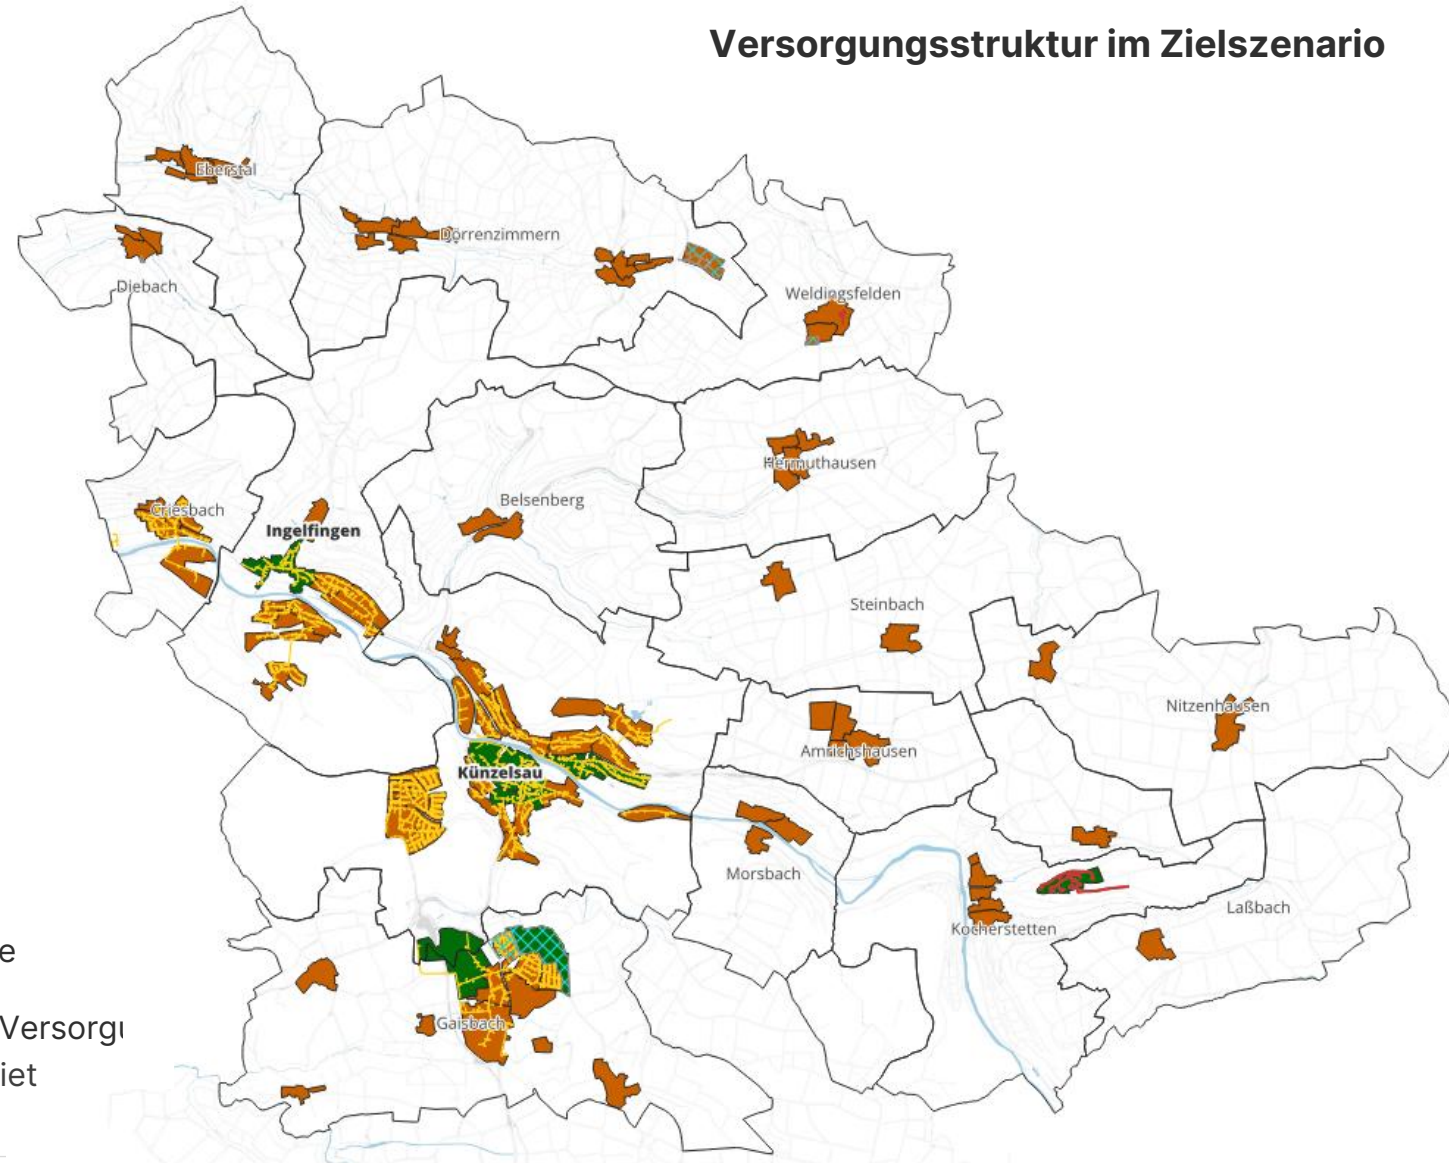 Versorgungsstruktur im Zielszenario
Eberstal
Dörrenzimmern
Diebach
Weldingsfelden
Hermuthausen
Belsenberg
Criesbach
Ingelfingen
Steinbach
Nitzenhausen
Amrichshausen
Künzelsau
Morsbach
Laßbach
Kocherstetten
e
Gaisbach
Versorgu
iet